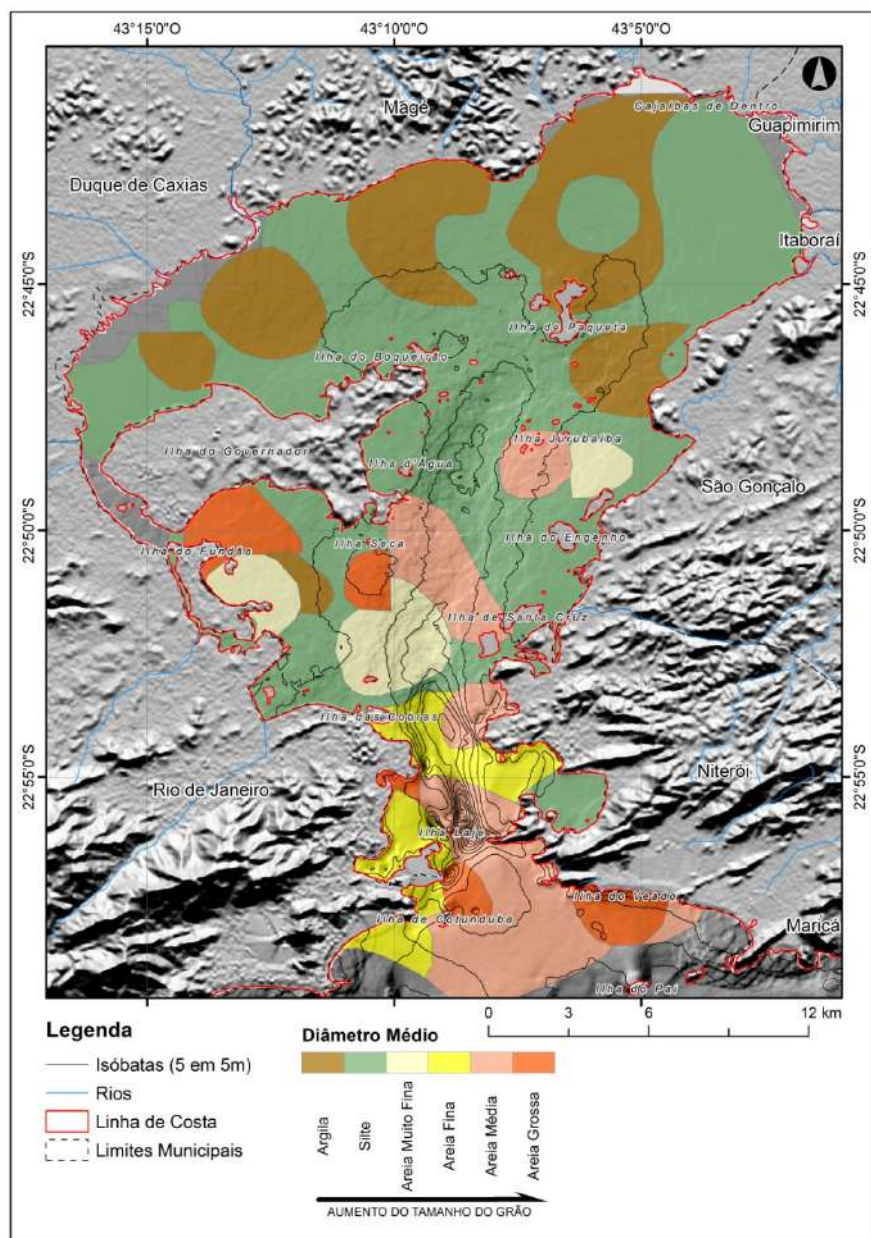 43°15'0"O
43°10'0"O
43°5'0"O
Magé
Cajaíbas de Dentro
Guapimirim
Duque de Caxias
Itaboraí
22°45'0"S
22°45'0"S
Ilha de Paquetá
Ilha do Boqueirão
Ilha Jurubaíba
Ilha do Governador
Ilha d'Água
São Gonçalo
22°50'0"S
22°50'0"S
Ilha Seca
Ilha do Engenho
Ilha do Fundão
Ilha de Santa Cruz
Ilha das Cobras
22°55'0"S
22°55'0"S
Niterói
Rio de Janeiro
Ilha Laje
Ilha do Veado
Ilha de Cotunduba
Maricá
Ilha do Pai
Legenda
Isóbatas (5 em 5m)
Rios
Linha de Costa
Limites Municipais
Diâmetro Médio
0 3 6 12 km
Argila
Silte
Areia Muito Fina
Areia Fina
Areia Média
Areia Grossa
AUMENTO DO TAMANHO DO GRÃO